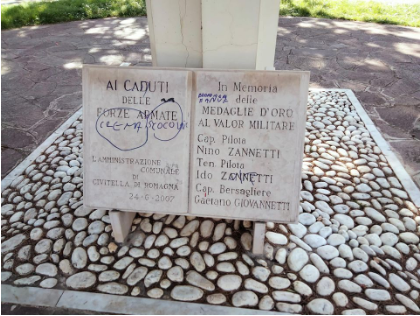 AI CADUTI
DELLE
FORZE ARMATE
L'AMMINISTRAZIONE
COMUNALE
DI
CIVITELLA DI ROMAGNA
24-6-2007
In Memoria
delle
MEDAGLIE D'ORO
AL VALOR MILITARE
Cap. Pilota
Nino ZANNETTI
Ten. Pilota
Ido ZANNETTI
Cap. Bersagliere
Gaetano GIOVANNETTI